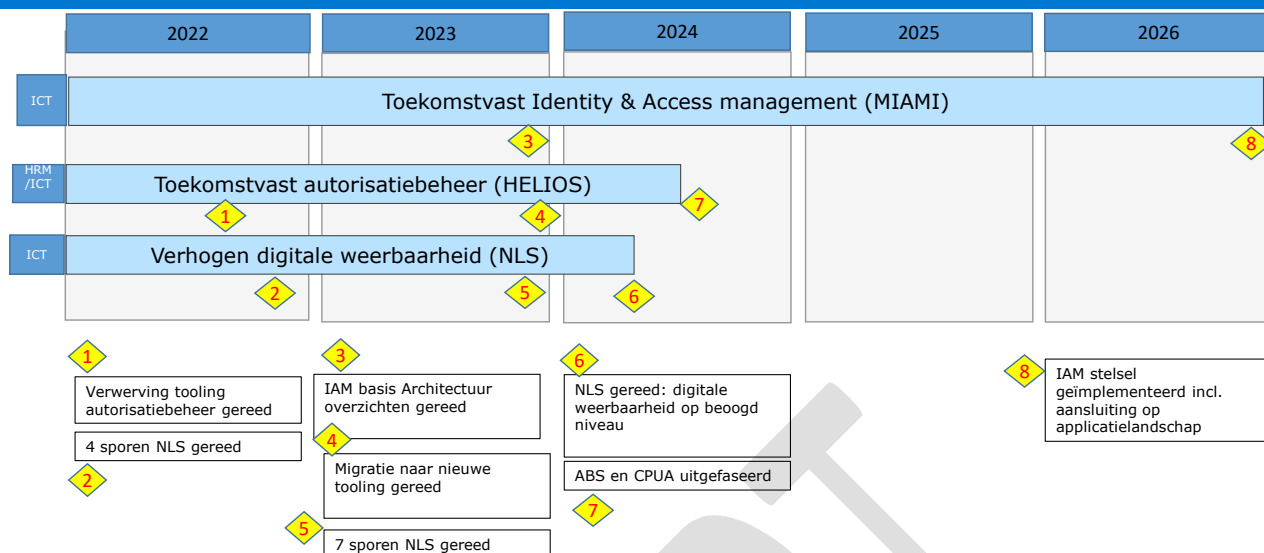 2022
2023
2024
2025
2026
ICT
Toekomstvast Identity & Access management (MIAMI)
3
8
HRM
/ICT
Toekomstvast autorisatiebeheer (HELIOS)
1
4
7
ICT
Verhogen digitale weerbaarheid (NLS)
2
5
6
1
Verwerving tooling
autorisatiebeheer gereed
4 sporen NLS gereed
2
3
IAM basis Architectuur
overzichten gereed
4
Migratie naar nieuwe
tooling gereed
5
7 sporen NLS gereed
6
NLS gereed: digitale
weerbaarheid op beoogd
niveau
ABS en CPUA uitgefaseerd
7
8
IAM stelsel
geïmplementeerd incl.
aansluiting op
applicatielandschap